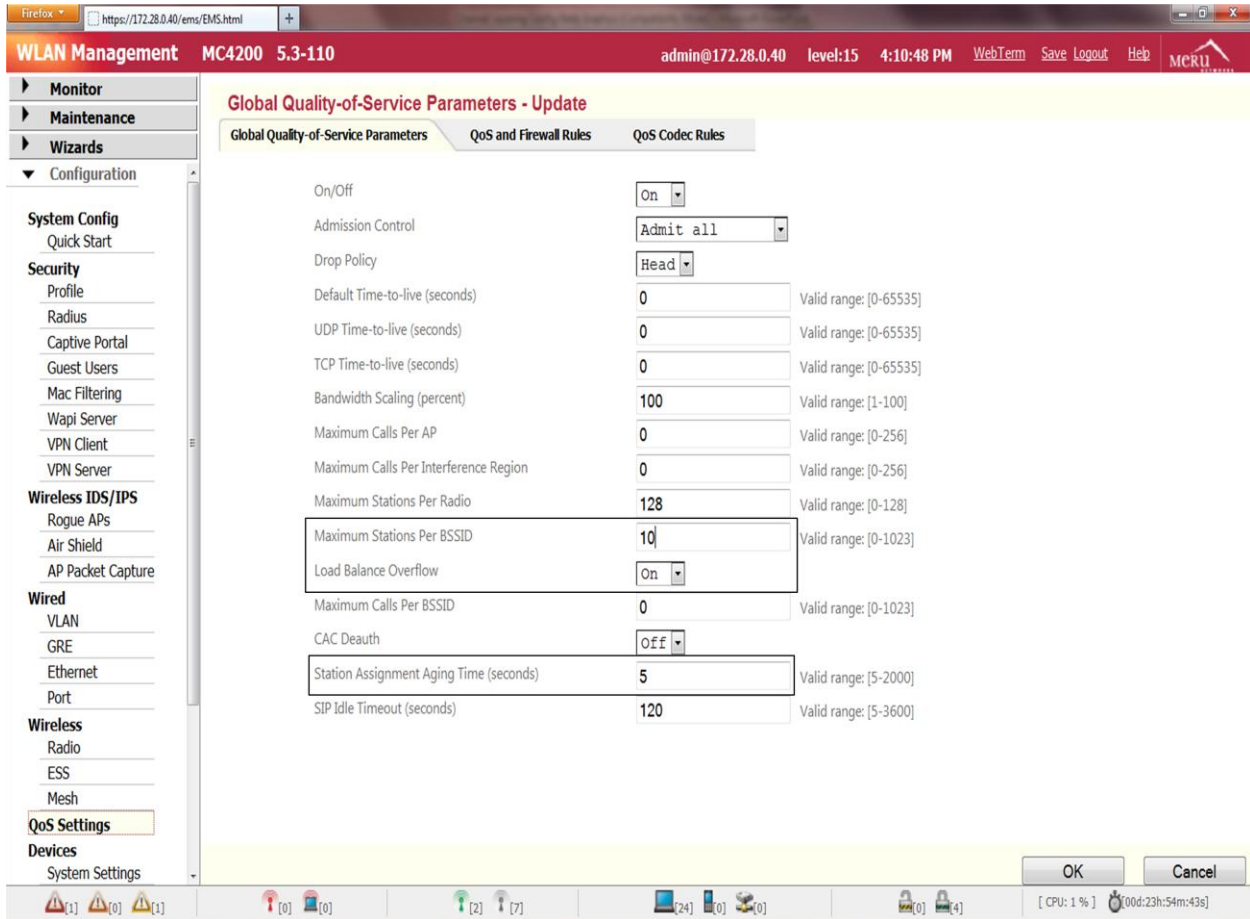 Firefox
https://172.28.0.40/ems/EMS.html
+
WLAN Management MC4200 5.3-110 admin@172.28.0.40 level:15 4:10:48 PM WebTerm Save Logout Help MERU NETWORKS
Monitor
Maintenance
Wizards
Configuration
System Config
Quick Start
Security
Profile
Radius
Captive Portal
Guest Users
Mac Filtering
Wapi Server
VPN Client
VPN Server
Wireless IDS/IPS
Rogue APs
Air Shield
AP Packet Capture
Wired
VLAN
GRE
Ethernet
Port
Wireless
Radio
ESS
Mesh
QoS Settings
Devices
System Settings
Global Quality-of-Service Parameters - Update
Global Quality-of-Service Parameters QoS and Firewall Rules QoS Codec Rules
On/Off On
Admission Control Admit all
Drop Policy Head
Default Time-to-live (seconds) 0 Valid range: [0-65535]
UDP Time-to-live (seconds) 0 Valid range: [0-65535]
TCP Time-to-live (seconds) 0 Valid range: [0-65535]
Bandwidth Scaling (percent) 100 Valid range: [1-100]
Maximum Calls Per AP 0 Valid range: [0-256]
Maximum Calls Per Interference Region 0 Valid range: [0-256]
Maximum Stations Per Radio 128 Valid range: [0-128]
Maximum Stations Per BSSID 10 Valid range: [0-1023]
Load Balance Overflow On
Maximum Calls Per BSSID 0 Valid range: [0-1023]
CAC Deauth Off
Station Assignment Aging Time (seconds) 5 Valid range: [5-2000]
SIP Idle Timeout (seconds) 120 Valid range: [5-3600]
OK Cancel
[1] [0] [1] [0] [0] [2] [7] [24] [0] [0] [0] [4] [ CPU: 1 % ] [00d:23h:54m:43s]